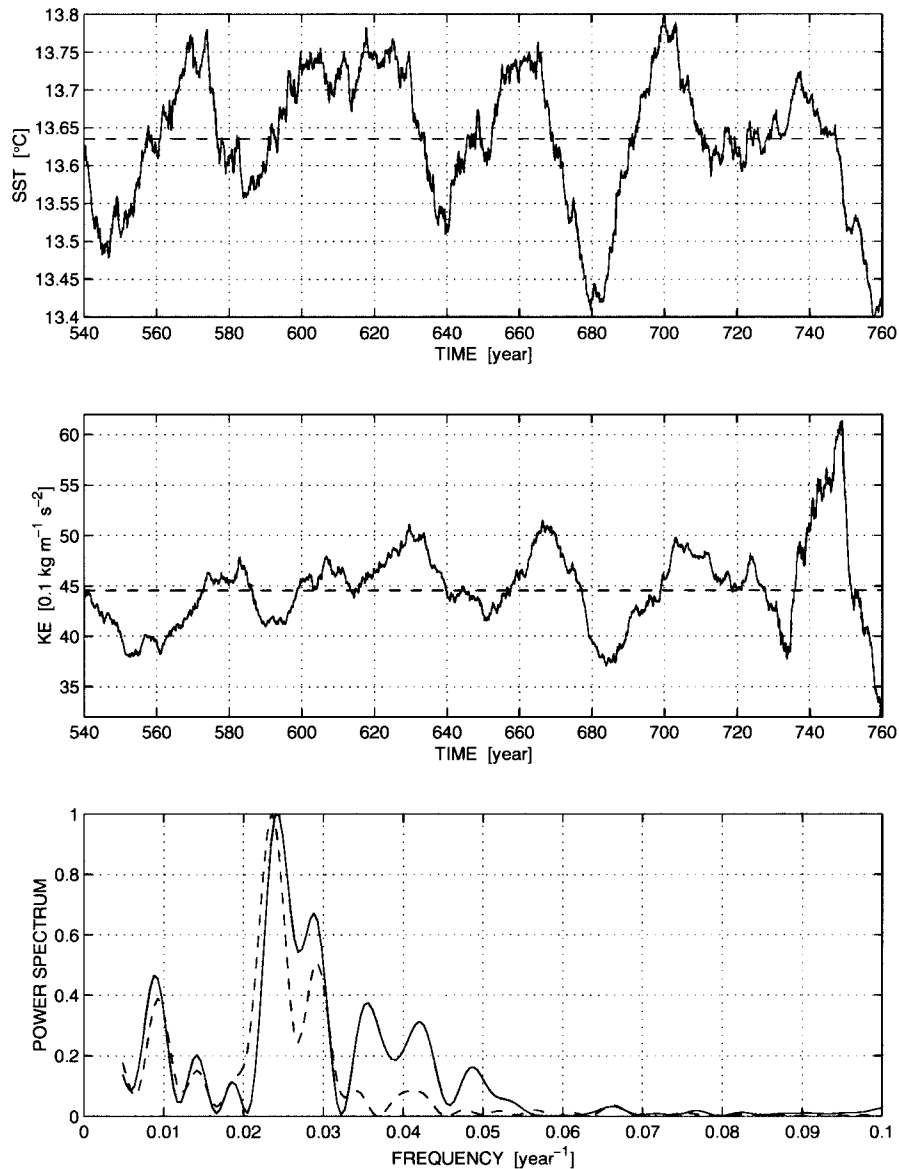 13.8
13.75
13.7
13.65
13.6
13.55
13.5
13.45
13.4
SST [°C]
540 560 580 600 620 640 660 680 700 720 740 760
TIME [year]
60
55
50
45
40
35
KE [0.1 kg m⁻¹ s⁻²]
540 560 580 600 620 640 660 680 700 720 740 760
TIME [year]
1
0.8
0.6
0.4
0.2
0
POWER SPECTRUM
0 0.01 0.02 0.03 0.04 0.05 0.06 0.07 0.08 0.09 0.1
FREQUENCY [year⁻¹]